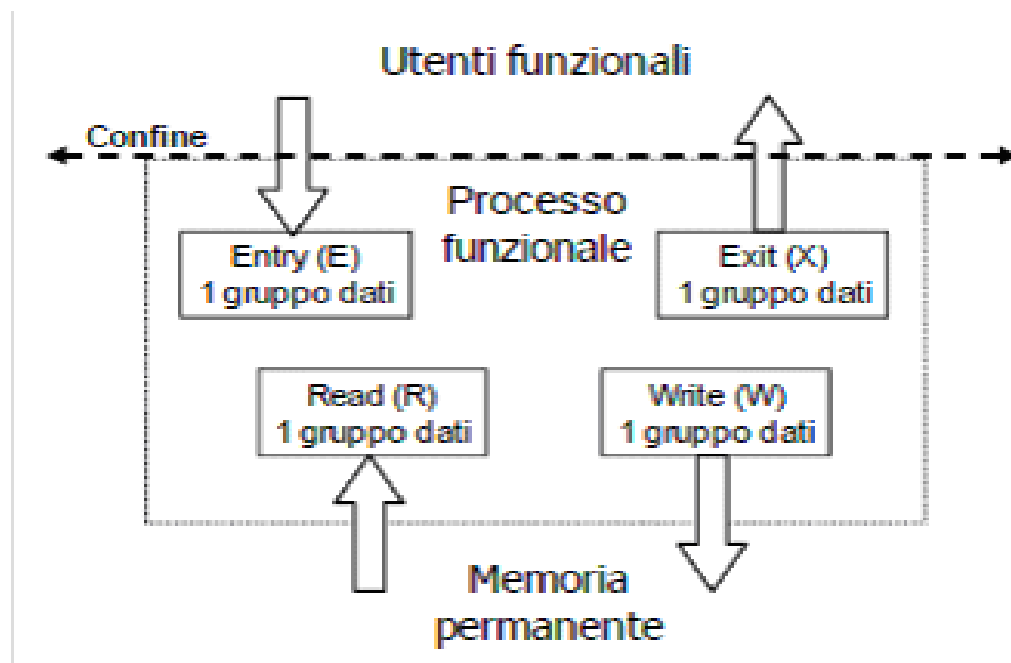 Utenti funzionali
Confine
Processo
funzionale
Entry (E)
1 gruppo dati
Exit (X)
1 gruppo dati
Read (R)
1 gruppo dati
Write (W)
1 gruppo dati
Memoria
permanente